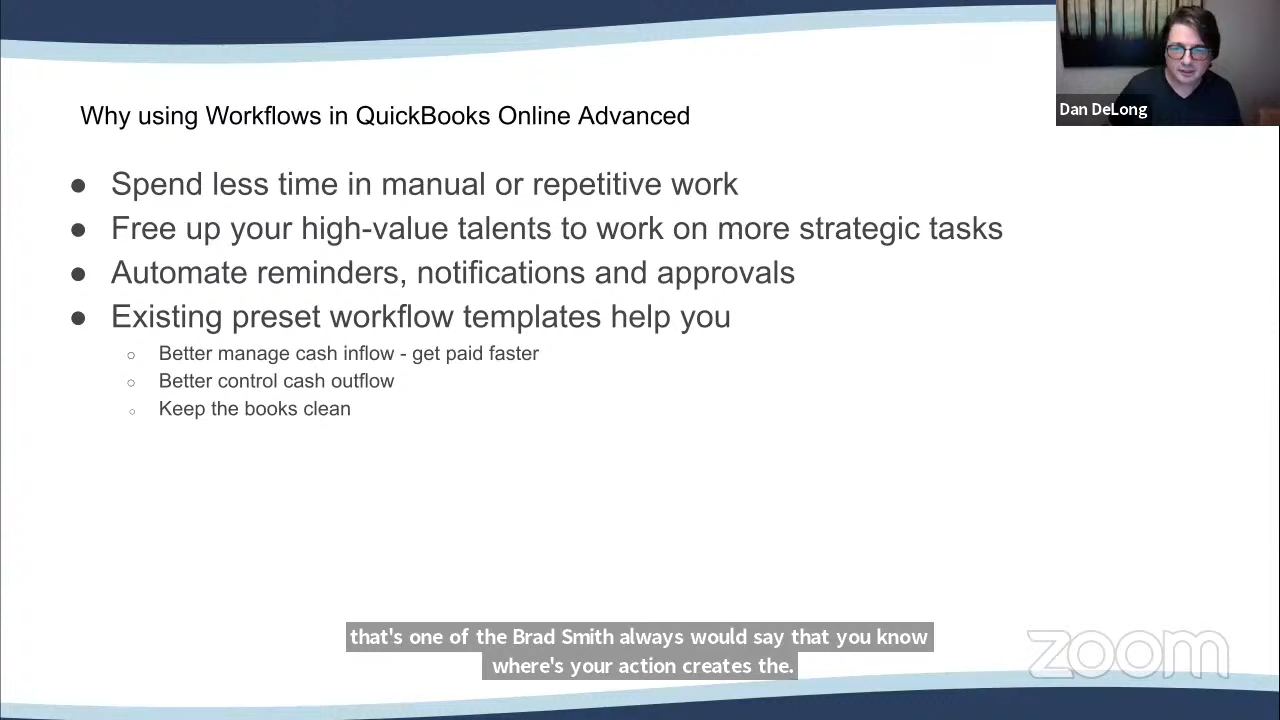 Dan DeLong
Why using Workflows in QuickBooks Online Advanced
● Spend less time in manual or repetitive work
● Free up your high-value talents to work on more strategic tasks
● Automate reminders, notifications and approvals
● Existing preset workflow templates help you
○ Better manage cash inflow - get paid faster
○ Better control cash outflow
○ Keep the books clean
that's one of the Brad Smith always would say that you know
where's your action creates the.
zoom